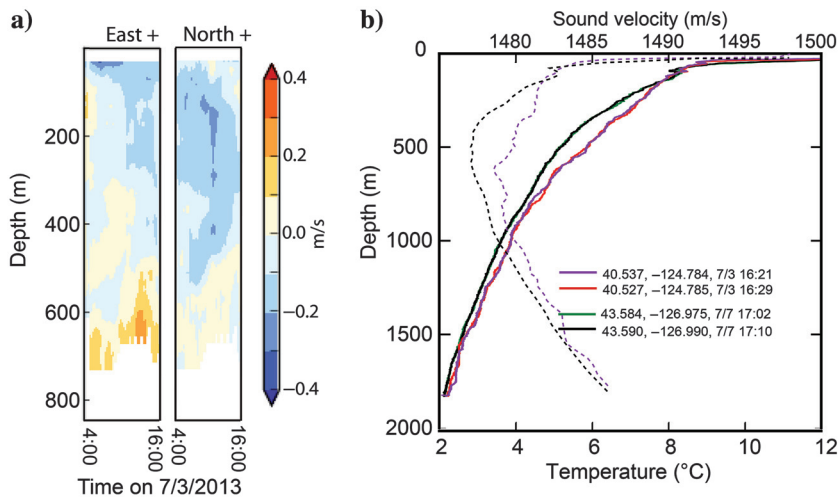 a)
East + North +
Depth (m)
200
400
600
800
4:00
16:00
4:00
16:00
Time on 7/3/2013
0.4
0.2
0.0
−0.2
−0.4
m/s
b)
Sound velocity (m/s)
1480 1485 1490 1495 1500
Depth (m)
0
500
1000
1500
2000
40.537, −124.784, 7/3 16:21
40.527, −124.785, 7/3 16:29
43.584, −126.975, 7/7 17:02
43.590, −126.990, 7/7 17:10
2 4 6 8 10 12
Temperature (°C)